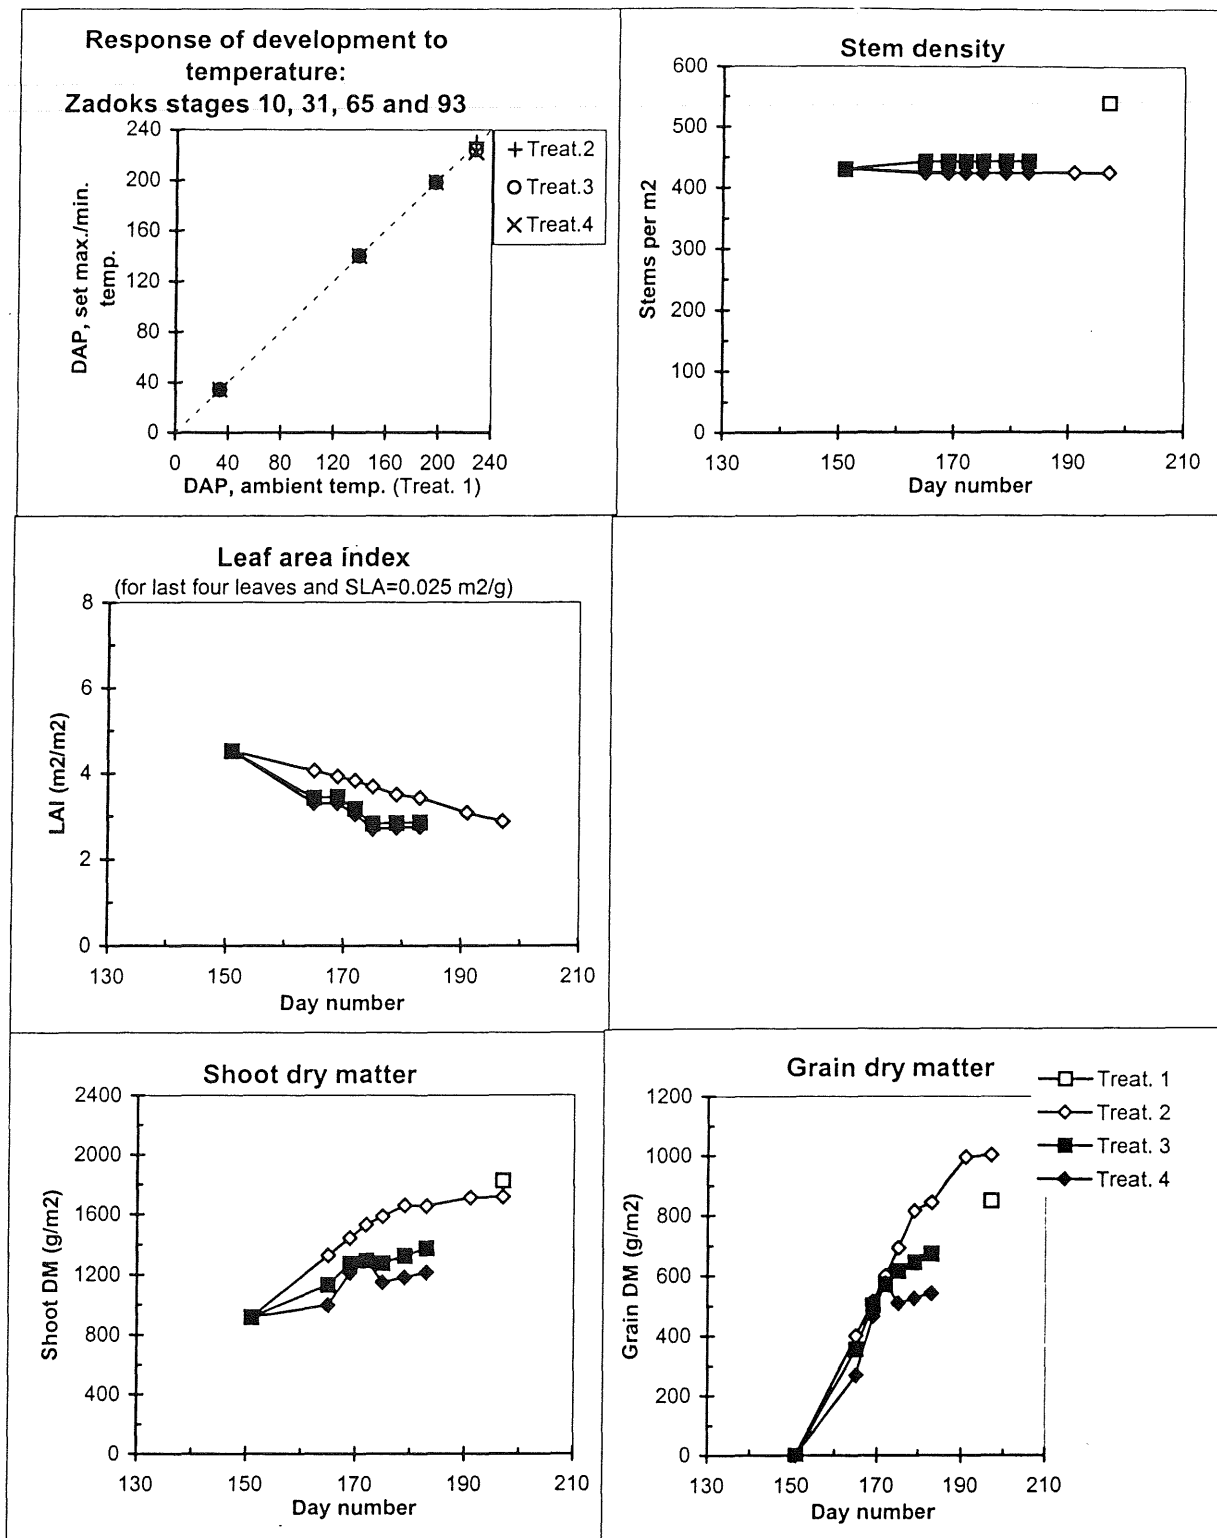 Response of development to
temperature:
Zadoks stages 10, 31, 65 and 93
240
200
160
120
80
40
0
DAP, set max./min.
temp.
0 40 80 120 160 200 240
DAP, ambient temp. (Treat. 1)
Treat.2
Treat.3
Treat.4
Stem density
600
500
400
300
200
100
0
Stems per m2
130 150 170 190 210
Day number
Leaf area index
(for last four leaves and SLA=0.025 m2/g)
8
6
4
2
0
LAI (m2/m2)
130 150 170 190 210
Day number
Shoot dry matter
2400
2000
1600
1200
800
400
0
Shoot DM (g/m2)
130 150 170 190 210
Day number
Grain dry matter
1200
1000
800
600
400
200
0
Grain DM (g/m2)
130 150 170 190 210
Day number
Treat. 1
Treat. 2
Treat. 3
Treat. 4